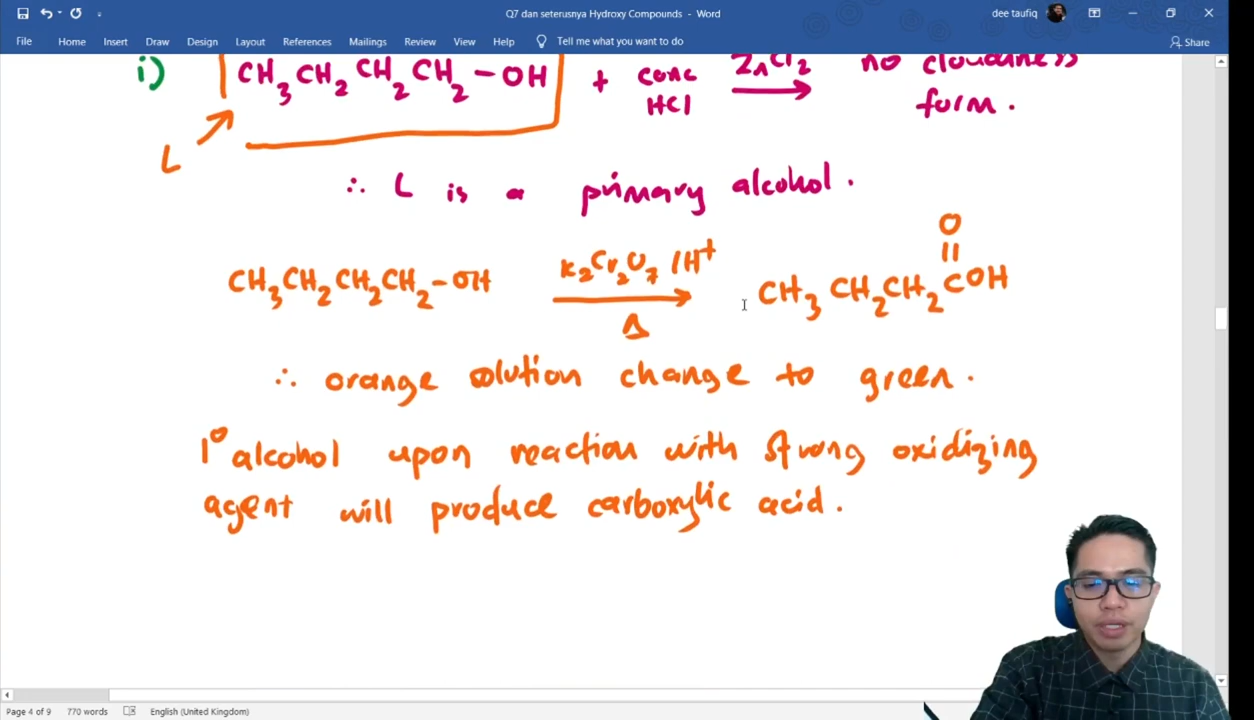 Q7 dan seterusnya Hydroxy Compounds - Word
dee taufiq
File Home Insert Draw Design Layout References Mailings Review View Help Tell me what you want to do Share
i) CH3CH2CH2CH2-OH + conc HCl ZnCl2 no cloudiness
form.
L
∴ L is a primary alcohol.
O
CH3CH2CH2CH2-OH K2Cr2O7/H+ CH3CH2CH2COH
Δ
∴ orange solution change to green.
1° alcohol upon reaction with strong oxidizing
agent will produce carboxylic acid.
Page 4 of 9 770 words English (United Kingdom)